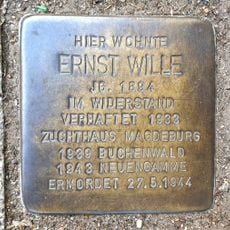 HIER WOHNTE
ERNST WILLE
JG. 1894
IM WIDERSTAND
VERHAFTET 1933
ZUCHTHAUS MAGDEBURG
1939 BUCHENWALD
1943 NEUENGAMME
ERMORDET 27.5.1944